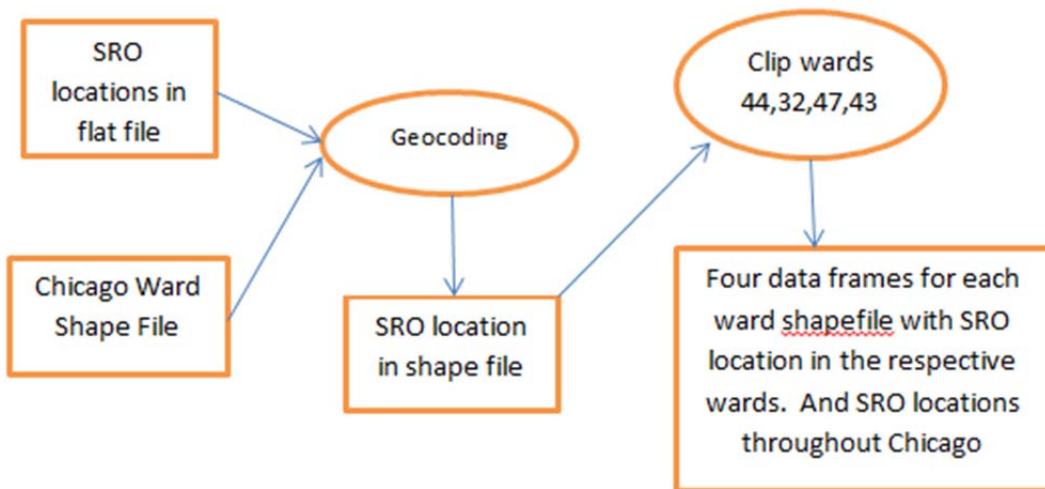 SRO
locations in
flat file
Chicago Ward
Shape File
Geocoding
SRO location
in shape file
Clip wards
44,32,47,43
Four data frames for each
ward shapefile with SRO
location in the respective
wards. And SRO locations
throughout Chicago